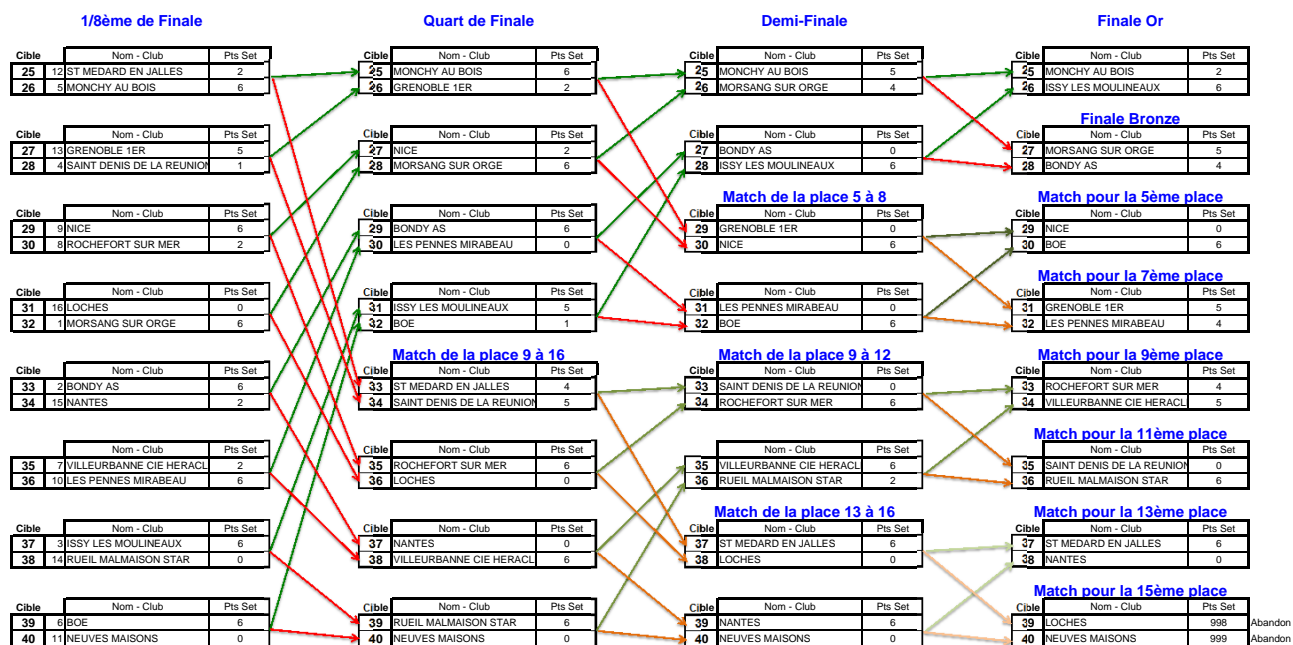 1/8ème de Finale Quart de Finale Demi-Finale Finale Or
Cible Nom - Club Pts Set Cible Nom - Club Pts Set Cible Nom - Club Pts Set Cible Nom - Club Pts Set
25 12 ST MEDARD EN JALLES 2 25 MONCHY AU BOIS 6 25 MONCHY AU BOIS 5 25 MONCHY AU BOIS 2
26 5 MONCHY AU BOIS 6 26 GRENOBLE 1ER 2 26 MORSANG SUR ORGE 4 26 ISSY LES MOULINEAUX 6
Finale Bronze
Cible Nom - Club Pts Set Cible Nom - Club Pts Set Cible Nom - Club Pts Set Cible Nom - Club Pts Set
27 13 GRENOBLE 1ER 5 27 NICE 2 27 BONDY AS 0 27 MORSANG SUR ORGE 5
28 4 SAINT DENIS DE LA REUNION 1 28 MORSANG SUR ORGE 6 28 ISSY LES MOULINEAUX 6 28 BONDY AS 4
Match de la place 5 à 8 Match pour la 5ème place
Cible Nom - Club Pts Set Cible Nom - Club Pts Set Cible Nom - Club Pts Set Cible Nom - Club Pts Set
29 9 NICE 6 29 BONDY AS 6 29 GRENOBLE 1ER 0 29 NICE 0
30 8 ROCHEFORT SUR MER 2 30 LES PENNES MIRABEAU 0 30 NICE 6 30 BOE 6
Match pour la 7ème place
Cible Nom - Club Pts Set Cible Nom - Club Pts Set Cible Nom - Club Pts Set Cible Nom - Club Pts Set
31 16 LOCHES 0 31 ISSY LES MOULINEAUX 5 31 LES PENNES MIRABEAU 0 31 GRENOBLE 1ER 5
32 1 MORSANG SUR ORGE 6 32 BOE 1 32 BOE 6 32 LES PENNES MIRABEAU 4
Match de la place 9 à 16 Match de la place 9 à 12 Match pour la 9ème place
Cible Nom - Club Pts Set Cible Nom - Club Pts Set Cible Nom - Club Pts Set Cible Nom - Club Pts Set
33 2 BONDY AS 6 33 ST MEDARD EN JALLES 4 33 SAINT DENIS DE LA REUNION 0 33 ROCHEFORT SUR MER 4
34 15 NANTES 2 34 SAINT DENIS DE LA REUNION 5 34 ROCHEFORT SUR MER 6 34 VILLEURBANNE CIE HERACL 5
Match pour la 11ème place
Nom - Club Pts Set Cible Nom - Club Pts Set Nom - Club Pts Set Cible Nom - Club Pts Set
35 7 VILLEURBANNE CIE HERACL 2 35 ROCHEFORT SUR MER 6 35 VILLEURBANNE CIE HERACL 6 35 SAINT DENIS DE LA REUNION 0
36 10 LES PENNES MIRABEAU 6 36 LOCHES 0 36 RUEIL MALMAISON STAR 2 36 RUEIL MALMAISON STAR 6
Match de la place 13 à 16 Match pour la 13ème place
Cible Nom - Club Pts Set Cible Nom - Club Pts Set Cible Nom - Club Pts Set Cible Nom - Club Pts Set
37 3 ISSY LES MOULINEAUX 6 37 NANTES 0 37 ST MEDARD EN JALLES 6 37 ST MEDARD EN JALLES 6
38 14 RUEIL MALMAISON STAR 0 38 VILLEURBANNE CIE HERACL 6 38 LOCHES 0 38 NANTES 0
Match pour la 15ème place
Cible Nom - Club Pts Set Cible Nom - Club Pts Set Cible Nom - Club Pts Set Cible Nom - Club Pts Set
39 6 BOE 6 39 RUEIL MALMAISON STAR 6 39 NANTES 6 39 LOCHES 998 Abandon
40 11 NEUVES MAISONS 0 40 NEUVES MAISONS 0 40 NEUVES MAISONS 0 40 NEUVES MAISONS 999 Abandon